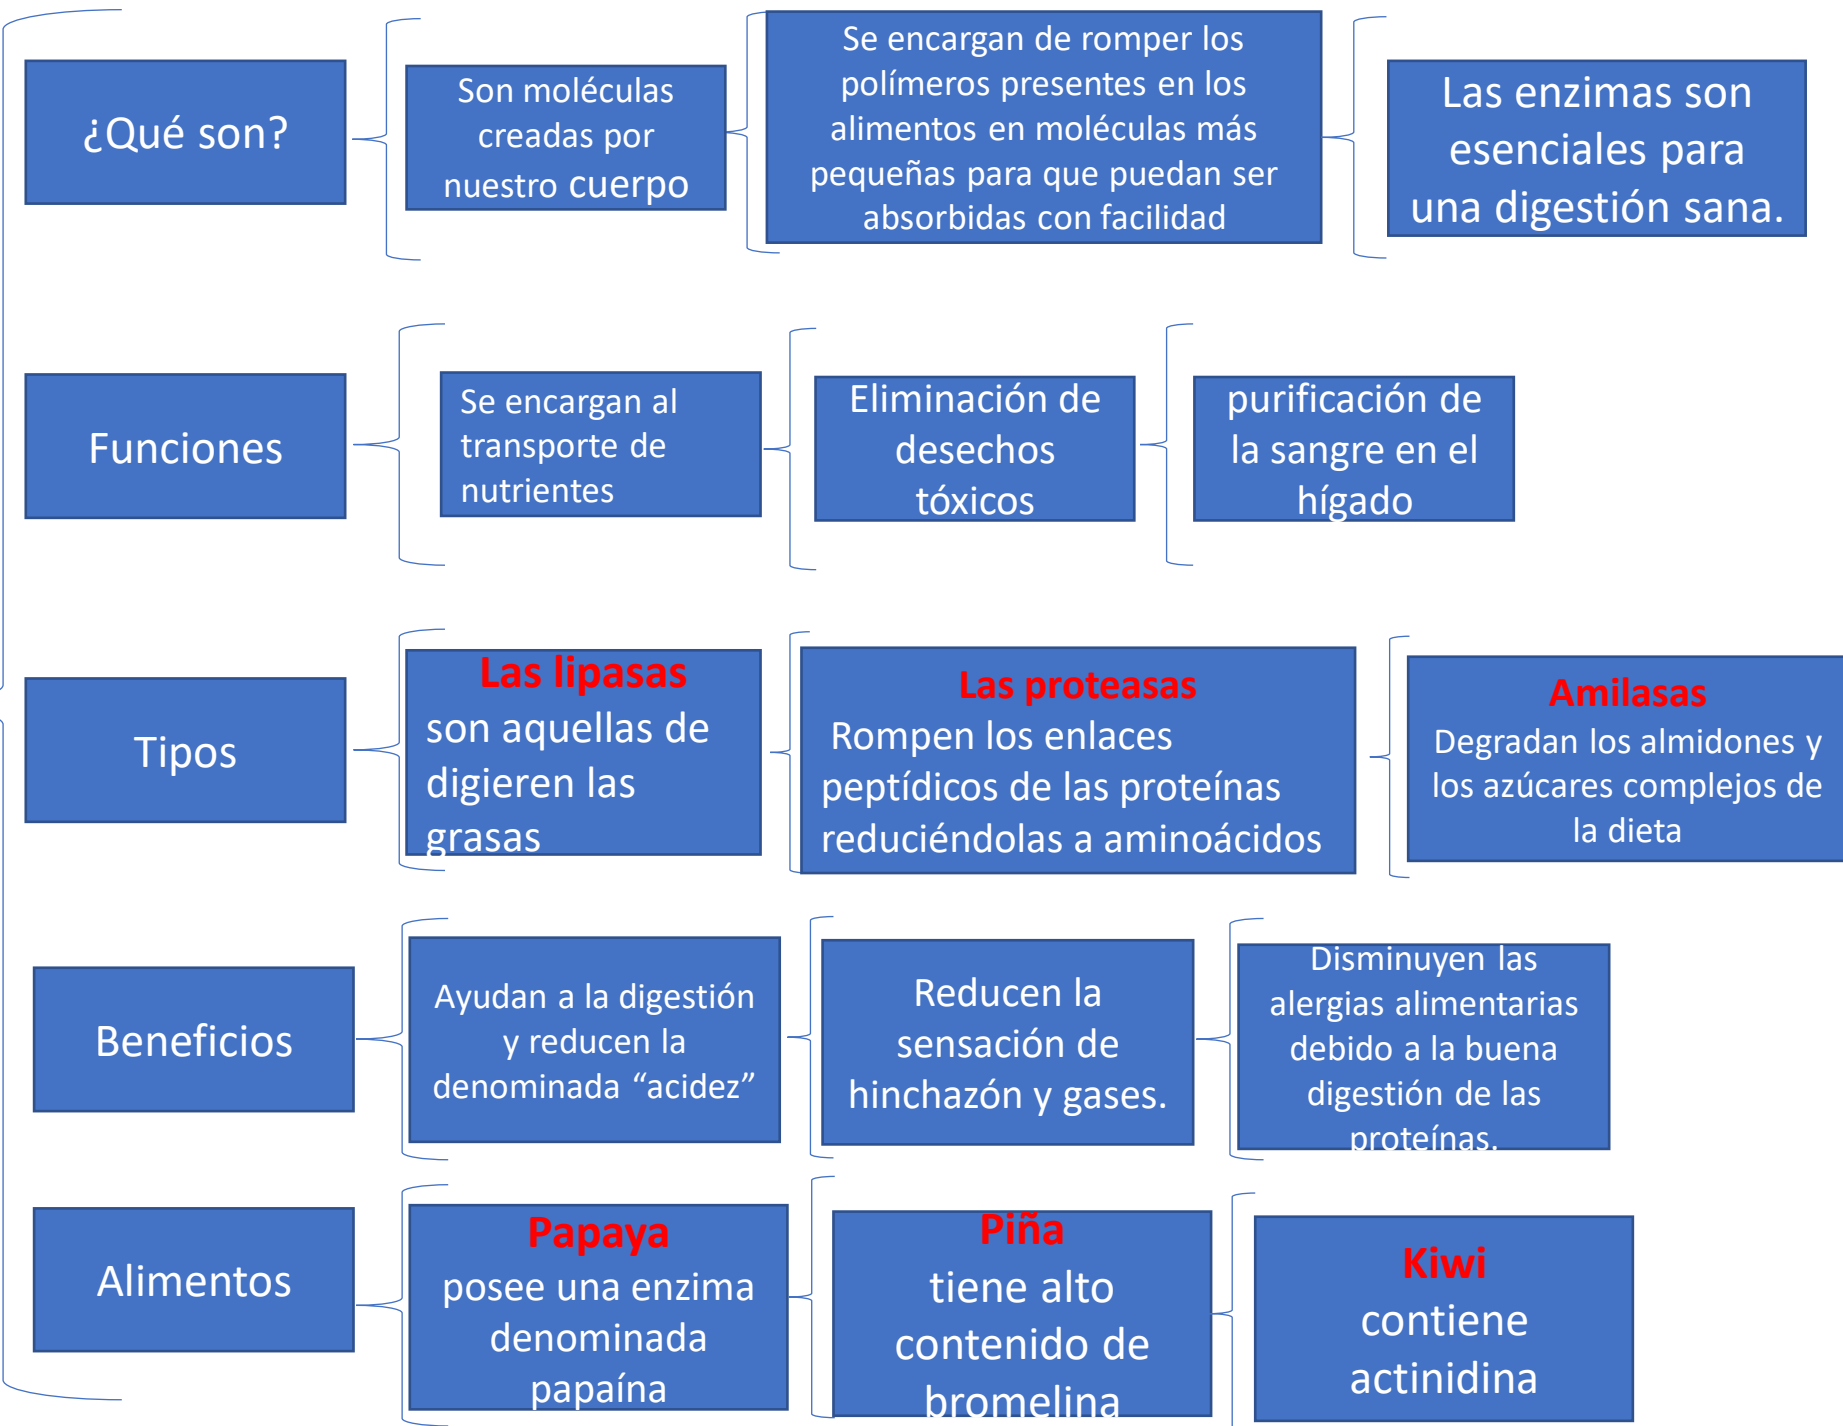 ¿Qué son?
Son moléculas
creadas por
nuestro cuerpo
Se encargan de romper los
polímeros presentes en los
alimentos en moléculas más
pequeñas para que puedan ser
absorbidas con facilidad
Las enzimas son
esenciales para
una digestión sana.
Funciones
Se encargan al
transporte de
nutrientes
Eliminación de
desechos
tóxicos
purificación de
la sangre en el
hígado
Tipos
Las lipasas
son aquellas de
digieren las
grasas
Las proteasas
Rompen los enlaces
peptídicos de las proteínas
reduciéndolas a aminoácidos
Amilasas
Degradan los almidones y
los azúcares complejos de
la dieta
Beneficios
Ayudan a la digestión
y reducen la
denominada “acidez”
Reducen la
sensación de
hinchazón y gases.
Disminuyen las
alergias alimentarias
debido a la buena
digestión de las
proteínas.
Alimentos
Papaya
posee una enzima
denominada
papaína
Piña
tiene alto
contenido de
bromelina
Kiwi
contiene
actinidina